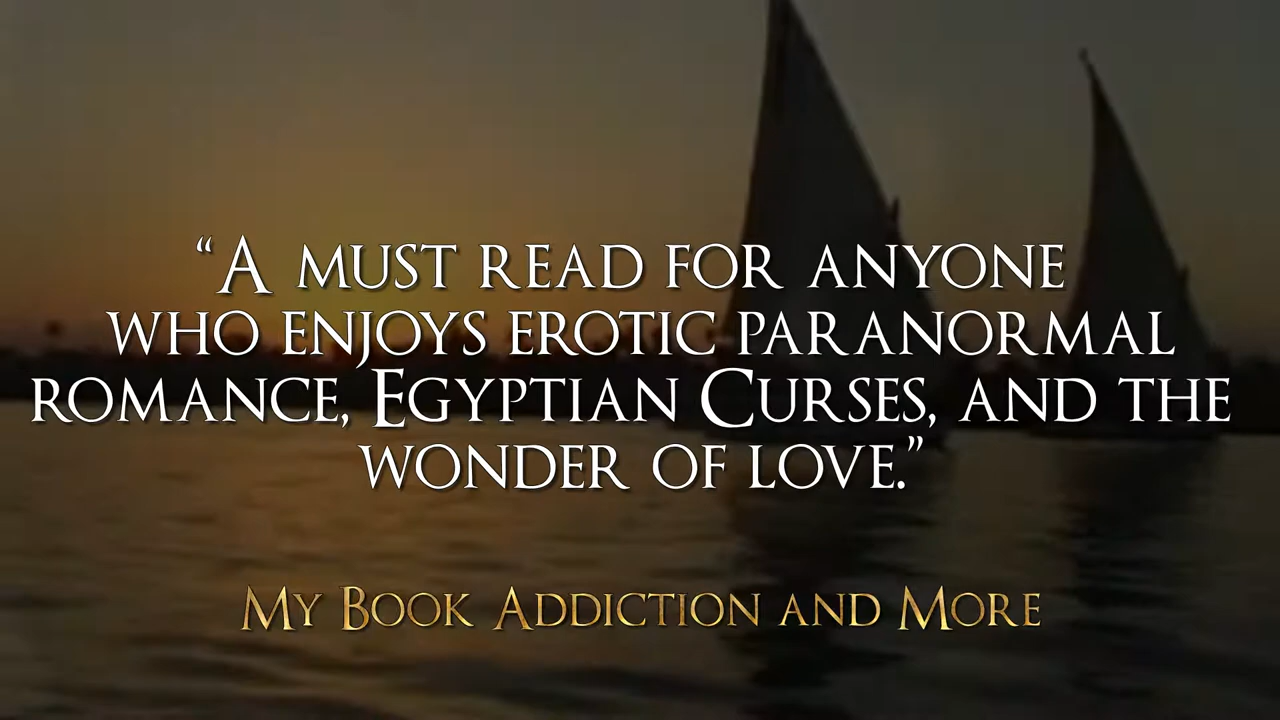 “A must read for anyone
who enjoys erotic paranormal
romance, Egyptian Curses, and the
wonder of love.”
My Book Addiction and More